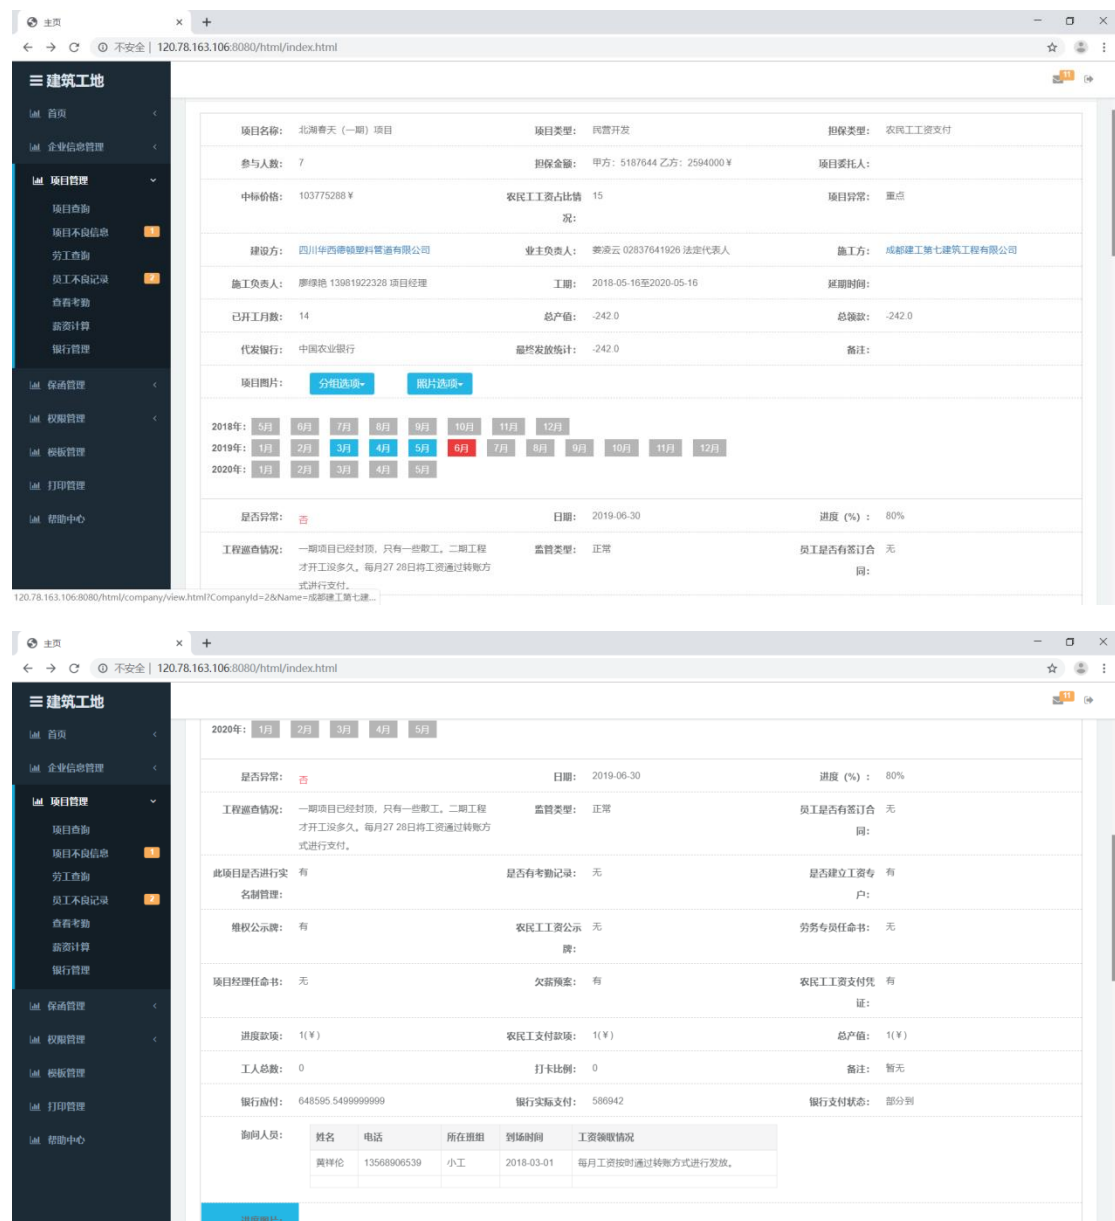 主页
不安全 | 120.78.163.106:8080/html/index.html
建筑工地
11
首页
企业信息管理
项目管理
项目查询
项目不良信息 1
劳工查询
员工不良记录 2
查看考勤
薪资计算
银行管理
保函管理
权限管理
模板管理
打印管理
帮助中心
项目名称: 北湖春天（一期）项目 项目类型: 民营开发 担保类型: 农民工工资支付
参与人数: 7 担保金额: 甲方：5187644 乙方：2594000￥ 项目委托人:
中标价格: 103775288￥ 农民工工资占比情况: 15 项目异常: 重点
建设方: 四川华西德顿塑料管道有限公司 业主负责人: 姜凌云 02837641926 法定代表人 施工方: 成都建工第七建筑工程有限公司
施工负责人: 13981922328 项目经理 工期: 2018-05-16至2020-05-16 延期时间:
已开工月数: 14 总产值: -242.0 总领款: -242.0
代发银行: 中国农业银行 最终发放统计: -242.0 备注:
项目图片: 分组选项 照片选项
2018年: 5月 6月 7月 8月 9月 10月 11月 12月
2019年: 1月 2月 3月 4月 5月 6月 7月 8月 9月 10月 11月 12月
2020年: 1月 2月 3月 4月 5月
是否异常: 否 日期: 2019-06-30 进度 (%) : 80%
工程巡查情况: 一期项目已经封顶，只有一些散工。二期工程 监管类型: 正常 员工是否有签订合同: 无
才开工没多久。每月27 28日将工资通过转账方
式进行支付。
120.78.163.106:8080/html/company/view.html?CompanyId=2&Name=成都建工第七建...
主页
不安全 | 120.78.163.106:8080/html/index.html
建筑工地
11
首页
企业信息管理
项目管理
项目查询
项目不良信息 1
劳工查询
员工不良记录 2
查看考勤
薪资计算
银行管理
保函管理
权限管理
模板管理
打印管理
帮助中心
2020年: 1月 2月 3月 4月 5月
是否异常: 否 日期: 2019-06-30 进度 (%) : 80%
工程巡查情况: 一期项目已经封顶，只有一些散工。二期工程 监管类型: 正常 员工是否有签订合同: 无
才开工没多久。每月27 28日将工资通过转账方
式进行支付。
此项目是否进行实名制管理: 有 是否有考勤记录: 无 是否建立工资专户: 有
维权公示牌: 有 农民工工资公示牌: 无 劳务专员任命书: 无
项目经理任命书: 无 欠薪预案: 有 农民工工资支付凭证: 有
进度款项: 1(￥) 农民工支付款项: 1(￥) 总产值: 1(￥)
工人总数: 0 打卡比例: 0 备注: 暂无
银行应付: 648595.5499999999 银行实际支付: 586942 银行支付状态: 部分到
询问人员: 姓名 电话 所在班组 到场时间 工资领取情况
黄祥伦 13568906539 小工 2018-03-01 每月工资按时通过转账方式进行发放。